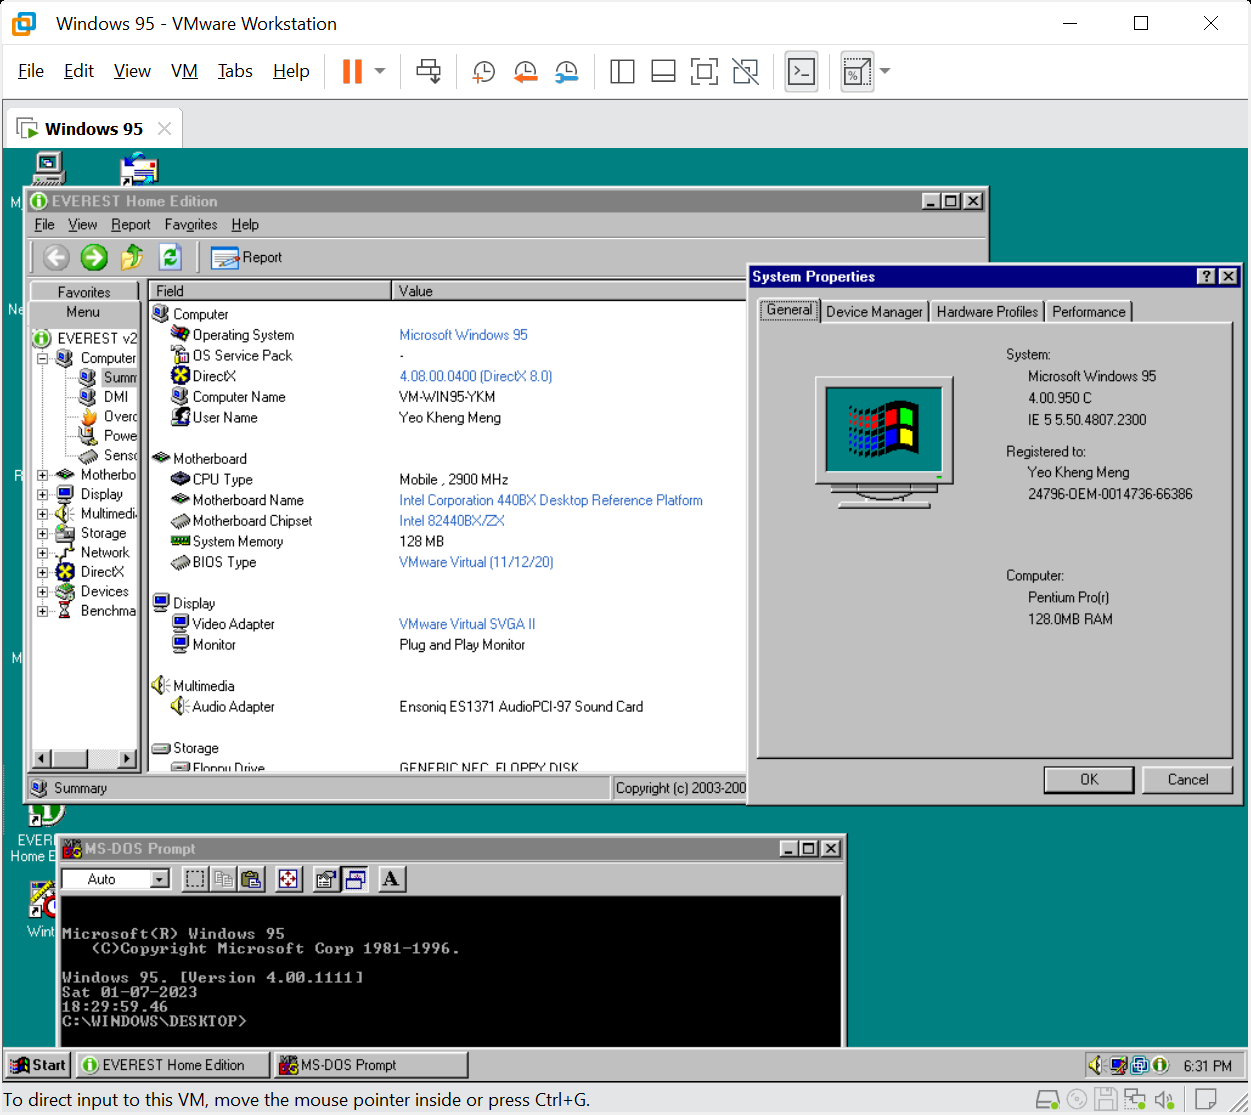 Windows 95 - VMware Workstation
File Edit View VM Tabs Help
Windows 95
EVEREST Home Edition
File View Report Favorites Help
Report
Favorites
Menu
EVEREST v2
Computer
Summ
DMI
Overc
Powe
Senso
Motherbo
Display
Multimedi
Storage
Network
DirectX
Devices
Benchma
Field Value
Computer
Operating System Microsoft Windows 95
OS Service Pack -
DirectX 4.08.00.0400 (DirectX 8.0)
Computer Name VM-WIN95-YKM
User Name Yeo Kheng Meng
Motherboard
CPU Type Mobile , 2900 MHz
Motherboard Name Intel Corporation 440BX Desktop Reference Platform
Motherboard Chipset Intel 82440BX/ZX
System Memory 128 MB
BIOS Type VMware Virtual (11/12/20)
Display
Video Adapter VMware Virtual SVGA II
Monitor Plug and Play Monitor
Multimedia
Audio Adapter Ensoniq ES1371 AudioPCI-97 Sound Card
Storage
Floppy Drive GENERIC NEC FLOPPY DISK
Summary Copyright (c) 2003-200
System Properties
General Device Manager Hardware Profiles Performance
System:
Microsoft Windows 95
4.00.950 C
IE 5 5.50.4807.2300
Registered to:
Yeo Kheng Meng
24796-OEM-0014736-66386
Computer:
Pentium Pro(r)
128.0MB RAM
OK Cancel
EVERE
Home E
Wint
MS-DOS Prompt
Auto
A
Microsoft(R) Windows 95
(C)Copyright Microsoft Corp 1981-1996.
Windows 95. [Version 4.00.1111]
Sat 01-07-2023
18:29:59.46
C:\WINDOWS\DESKTOP>
Start EVEREST Home Edition MS-DOS Prompt 6:31 PM
To direct input to this VM, move the mouse pointer inside or press Ctrl+G.